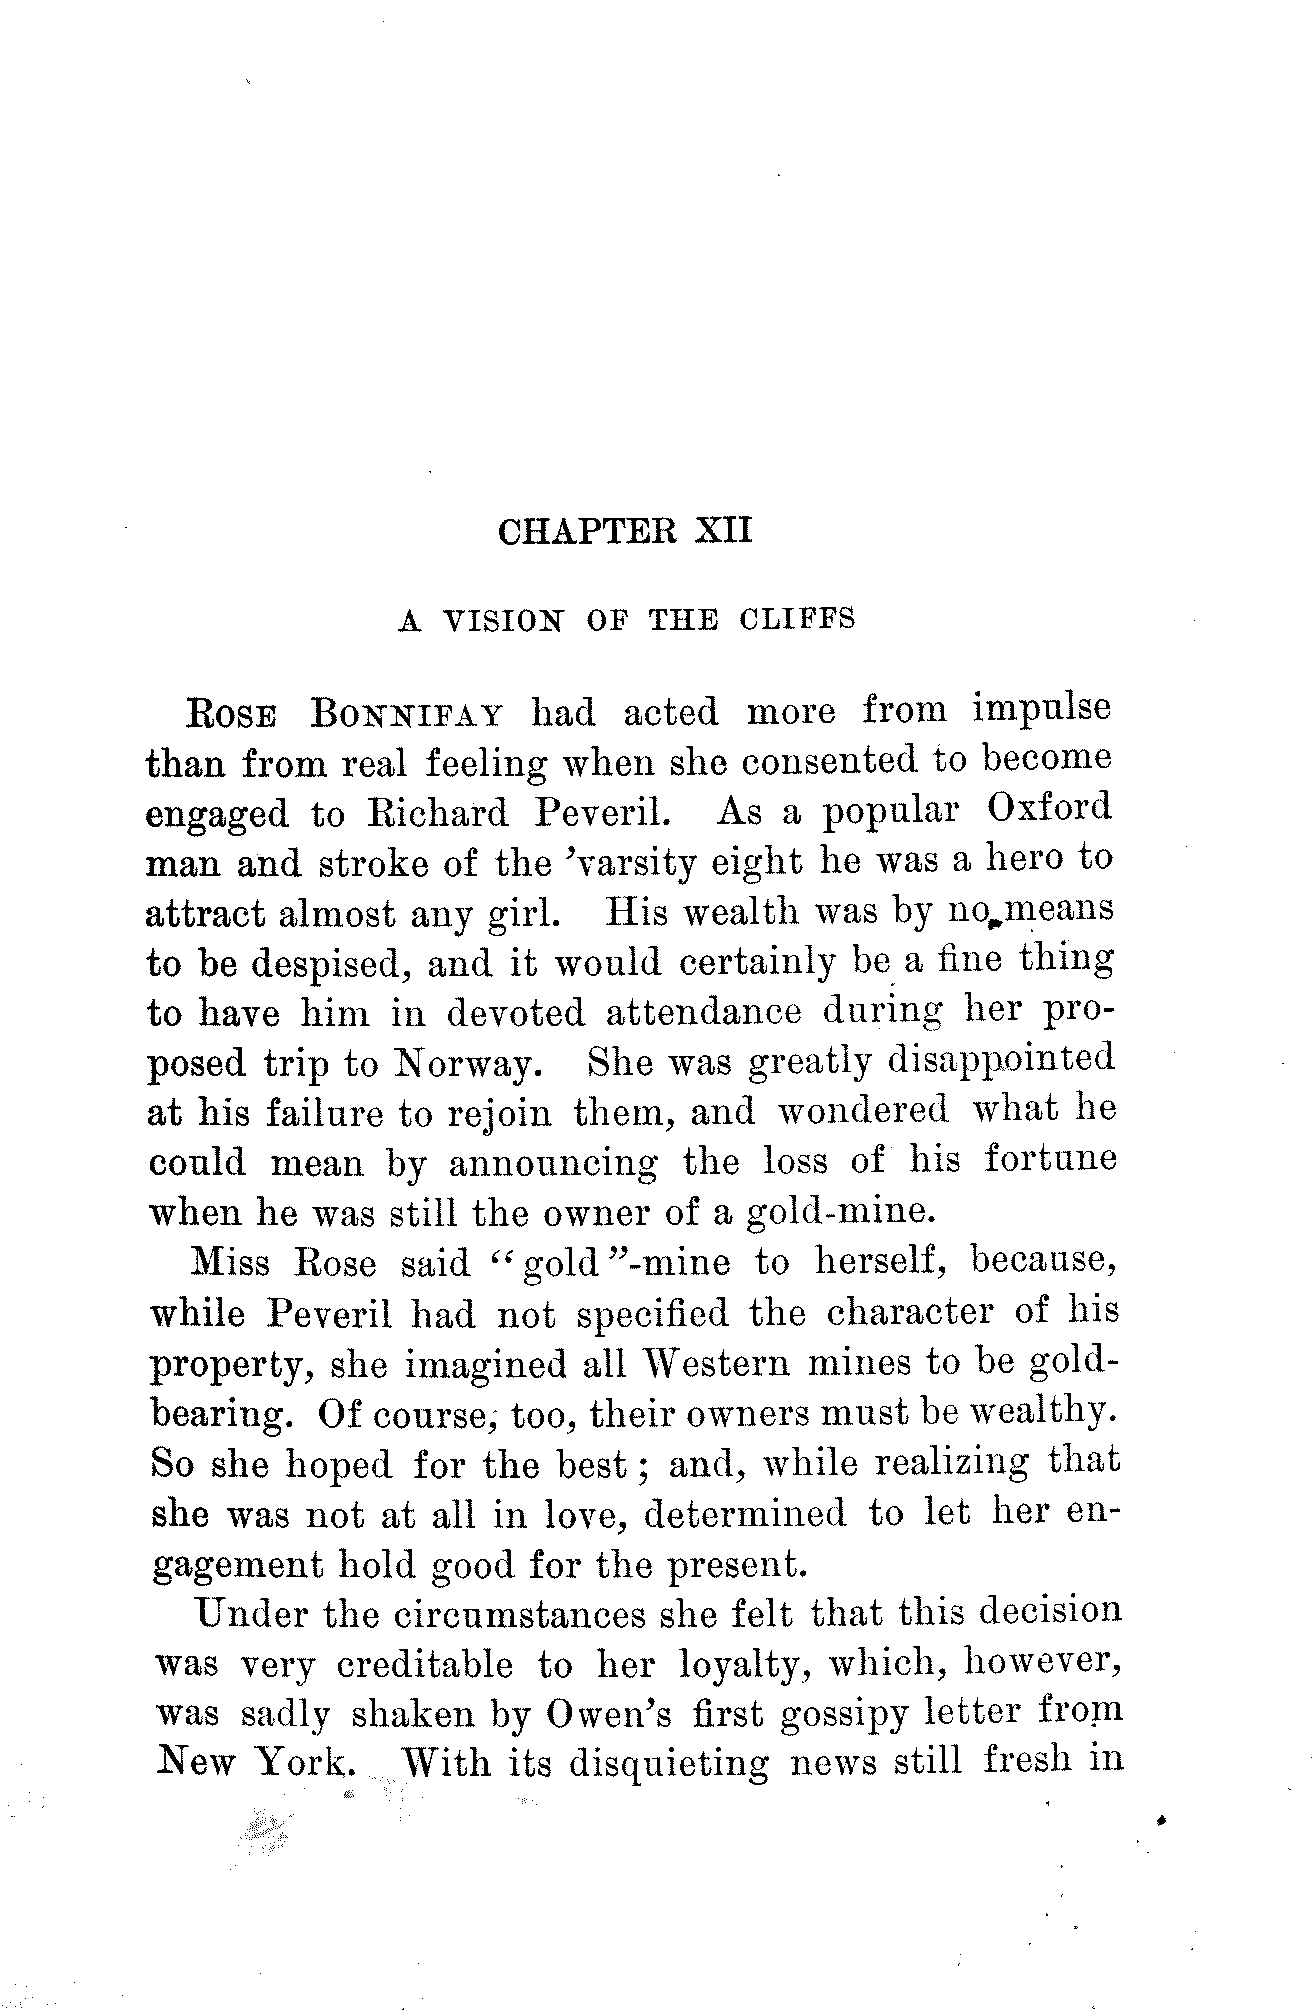 CHAPTER XII
A VISION OF THE CLIFFS
ROSE BONNIFAY had acted more from impulse
than from real feeling when she consented to become
engaged to Richard Peveril. As a popular Oxford
man and stroke of the 'varsity eight he was a hero to
attract almost any girl. His wealth was by no means
to be despised, and it would certainly be a fine thing
to have him in devoted attendance during her pro-
posed trip to Norway. She was greatly disappointed
at his failure to rejoin them, and wondered what he
could mean by announcing the loss of his fortune
when he was still the owner of a gold-mine.
Miss Rose said "gold"-mine to herself, because,
while Peveril had not specified the character of his
property, she imagined all Western mines to be gold-
bearing. Of course, too, their owners must be wealthy.
So she hoped for the best; and, while realizing that
she was not at all in love, determined to let her en-
gagement hold good for the present.
Under the circumstances she felt that this decision
was very creditable to her loyalty, which, however,
was sadly shaken by Owen's first gossipy letter from
New York. With its disquieting news still fresh in